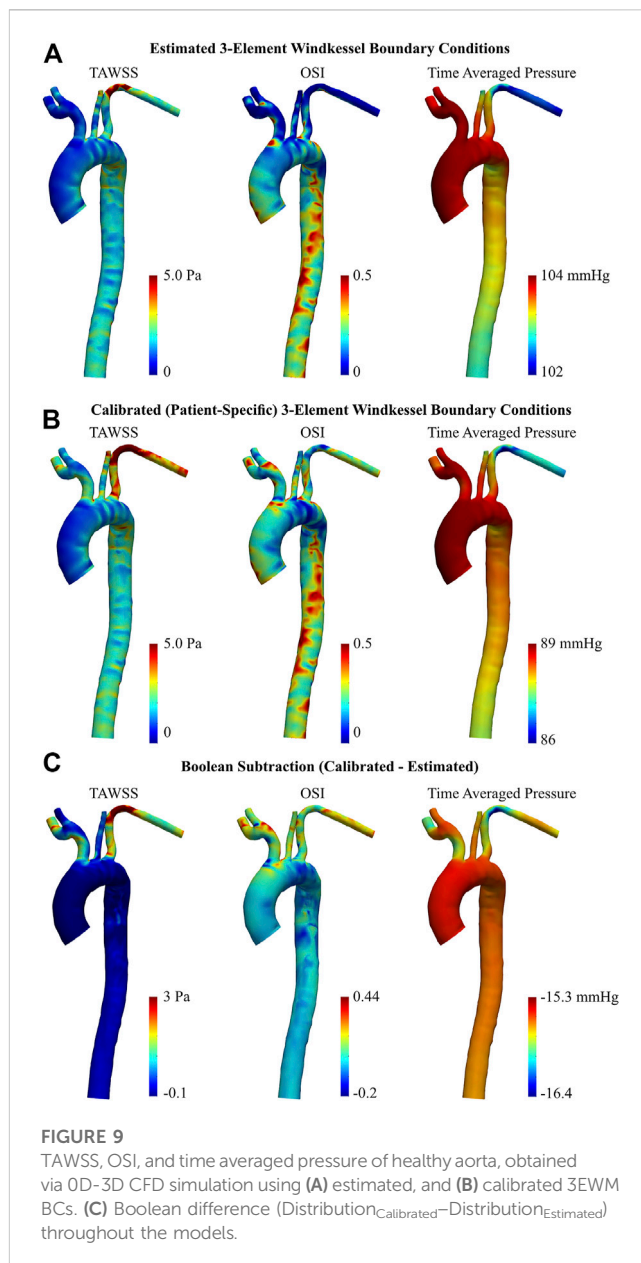 A
Estimated 3-Element Windkessel Boundary Conditions
TAWSS OSI Time Averaged Pressure
5.0 Pa 0.5 104 mmHg
0 0 102
B
Calibrated (Patient-Specific) 3-Element Windkessel Boundary Conditions
TAWSS OSI Time Averaged Pressure
5.0 Pa 0.5 89 mmHg
0 0 86
C
Boolean Subtraction (Calibrated - Estimated)
TAWSS OSI Time Averaged Pressure
3 Pa 0.44 -15.3 mmHg
-0.1 -0.2 -16.4
FIGURE 9
TAWSS, OSI, and time averaged pressure of healthy aorta, obtained
via 0D-3D CFD simulation using (A) estimated, and (B) calibrated 3EWM
BCs. (C) Boolean difference (DistributionCalibrated–DistributionEstimated)
throughout the models.